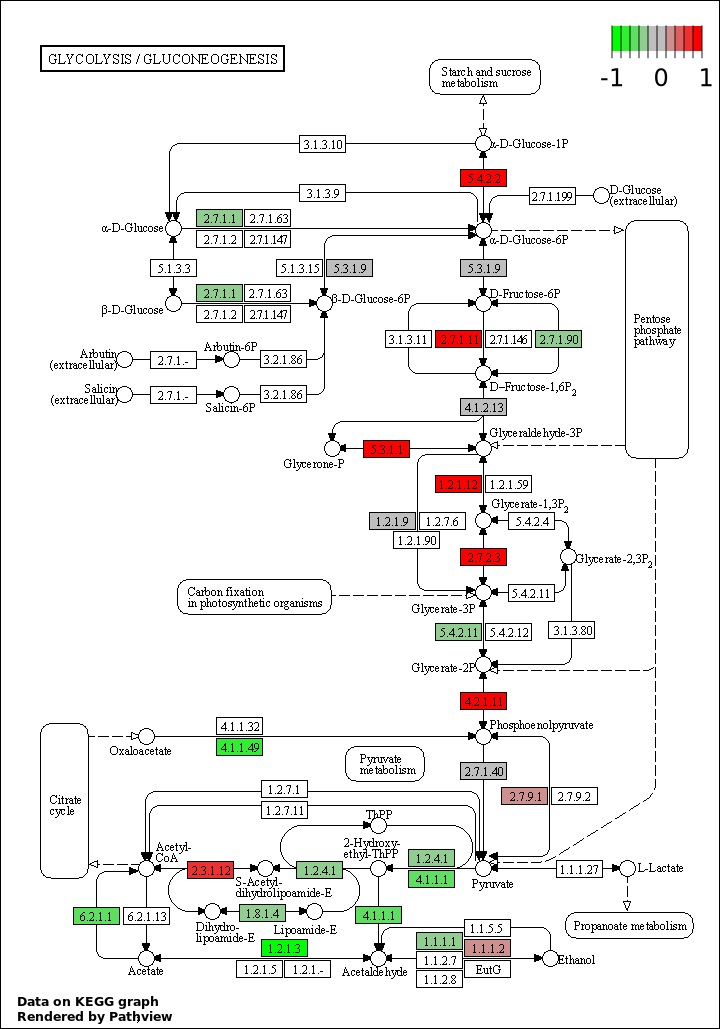 GLYCOLYSIS / GLUCONEOGENESIS
-1 0 1
Starch and sucrose
metabolism
3.1.3.10
α-D-Glucose-1P
5.4.2.2
3.1.3.9
2.7.1.199
D-Glucose
(extracellular)
2.7.1.1 2.7.1.63
α-D-Glucose
2.7.1.2 2.7.1.147
α-D-Glucose-6P
5.1.3.3
5.1.3.15 5.3.1.9
5.3.1.9
2.7.1.1 2.7.1.63
β-D-Glucose
2.7.1.2 2.7.1.147
β-D-Glucose-6P
D-Fructose-6P
Pentose
phosphate
pathway
3.1.3.11 2.7.1.11 2.7.1.146 2.7.1.90
Arbutin
(extracellular)
2.7.1.-
Arbutin-6P
3.2.1.86
Salicin
(extracellular)
2.7.1.-
Salicin-6P
3.2.1.86
D-Fructose-1,6P2
4.1.2.13
Glyceraldehyde-3P
5.3.1.1
Glycerone-P
1.2.1.12 1.2.1.59
Glycerate-1,3P2
1.2.1.9 1.2.7.6
1.2.1.90
5.4.2.4
2.7.2.3
Glycerate-2,3P2
Carbon fixation
in photosynthetic organisms
Glycerate-3P
5.4.2.11
5.4.2.11 5.4.2.12
3.1.3.80
Glycerate-2P
4.2.1.11
4.1.1.32
Oxaloacetate
4.1.1.49
Phosphoenolpyruvate
Pyruvate
metabolism
2.7.1.40
2.7.9.1 2.7.9.2
Citrate
cycle
1.2.7.1
1.2.7.11
ThPP
2-Hydroxy-
ethyl-ThPP
Acetyl-
CoA
2.3.1.12
S-Acetyl-
dihydrolipoamide-E
1.2.4.1
1.2.4.1
4.1.1.1
Pyruvate
1.1.1.27
L-Lactate
6.2.1.1 6.2.1.13
1.8.1.4
Dihydro-
lipoamide-E
Lipoamide-E
4.1.1.1
Propanoate metabolism
1.2.1.3
1.2.1.5 1.2.1.-
Acetate
Acetaldehyde
1.1.5.5
1.1.1.1 1.1.1.2
1.1.2.7 EutG
1.1.2.8
Ethanol
Data on KEGG graph
Rendered by Pathview